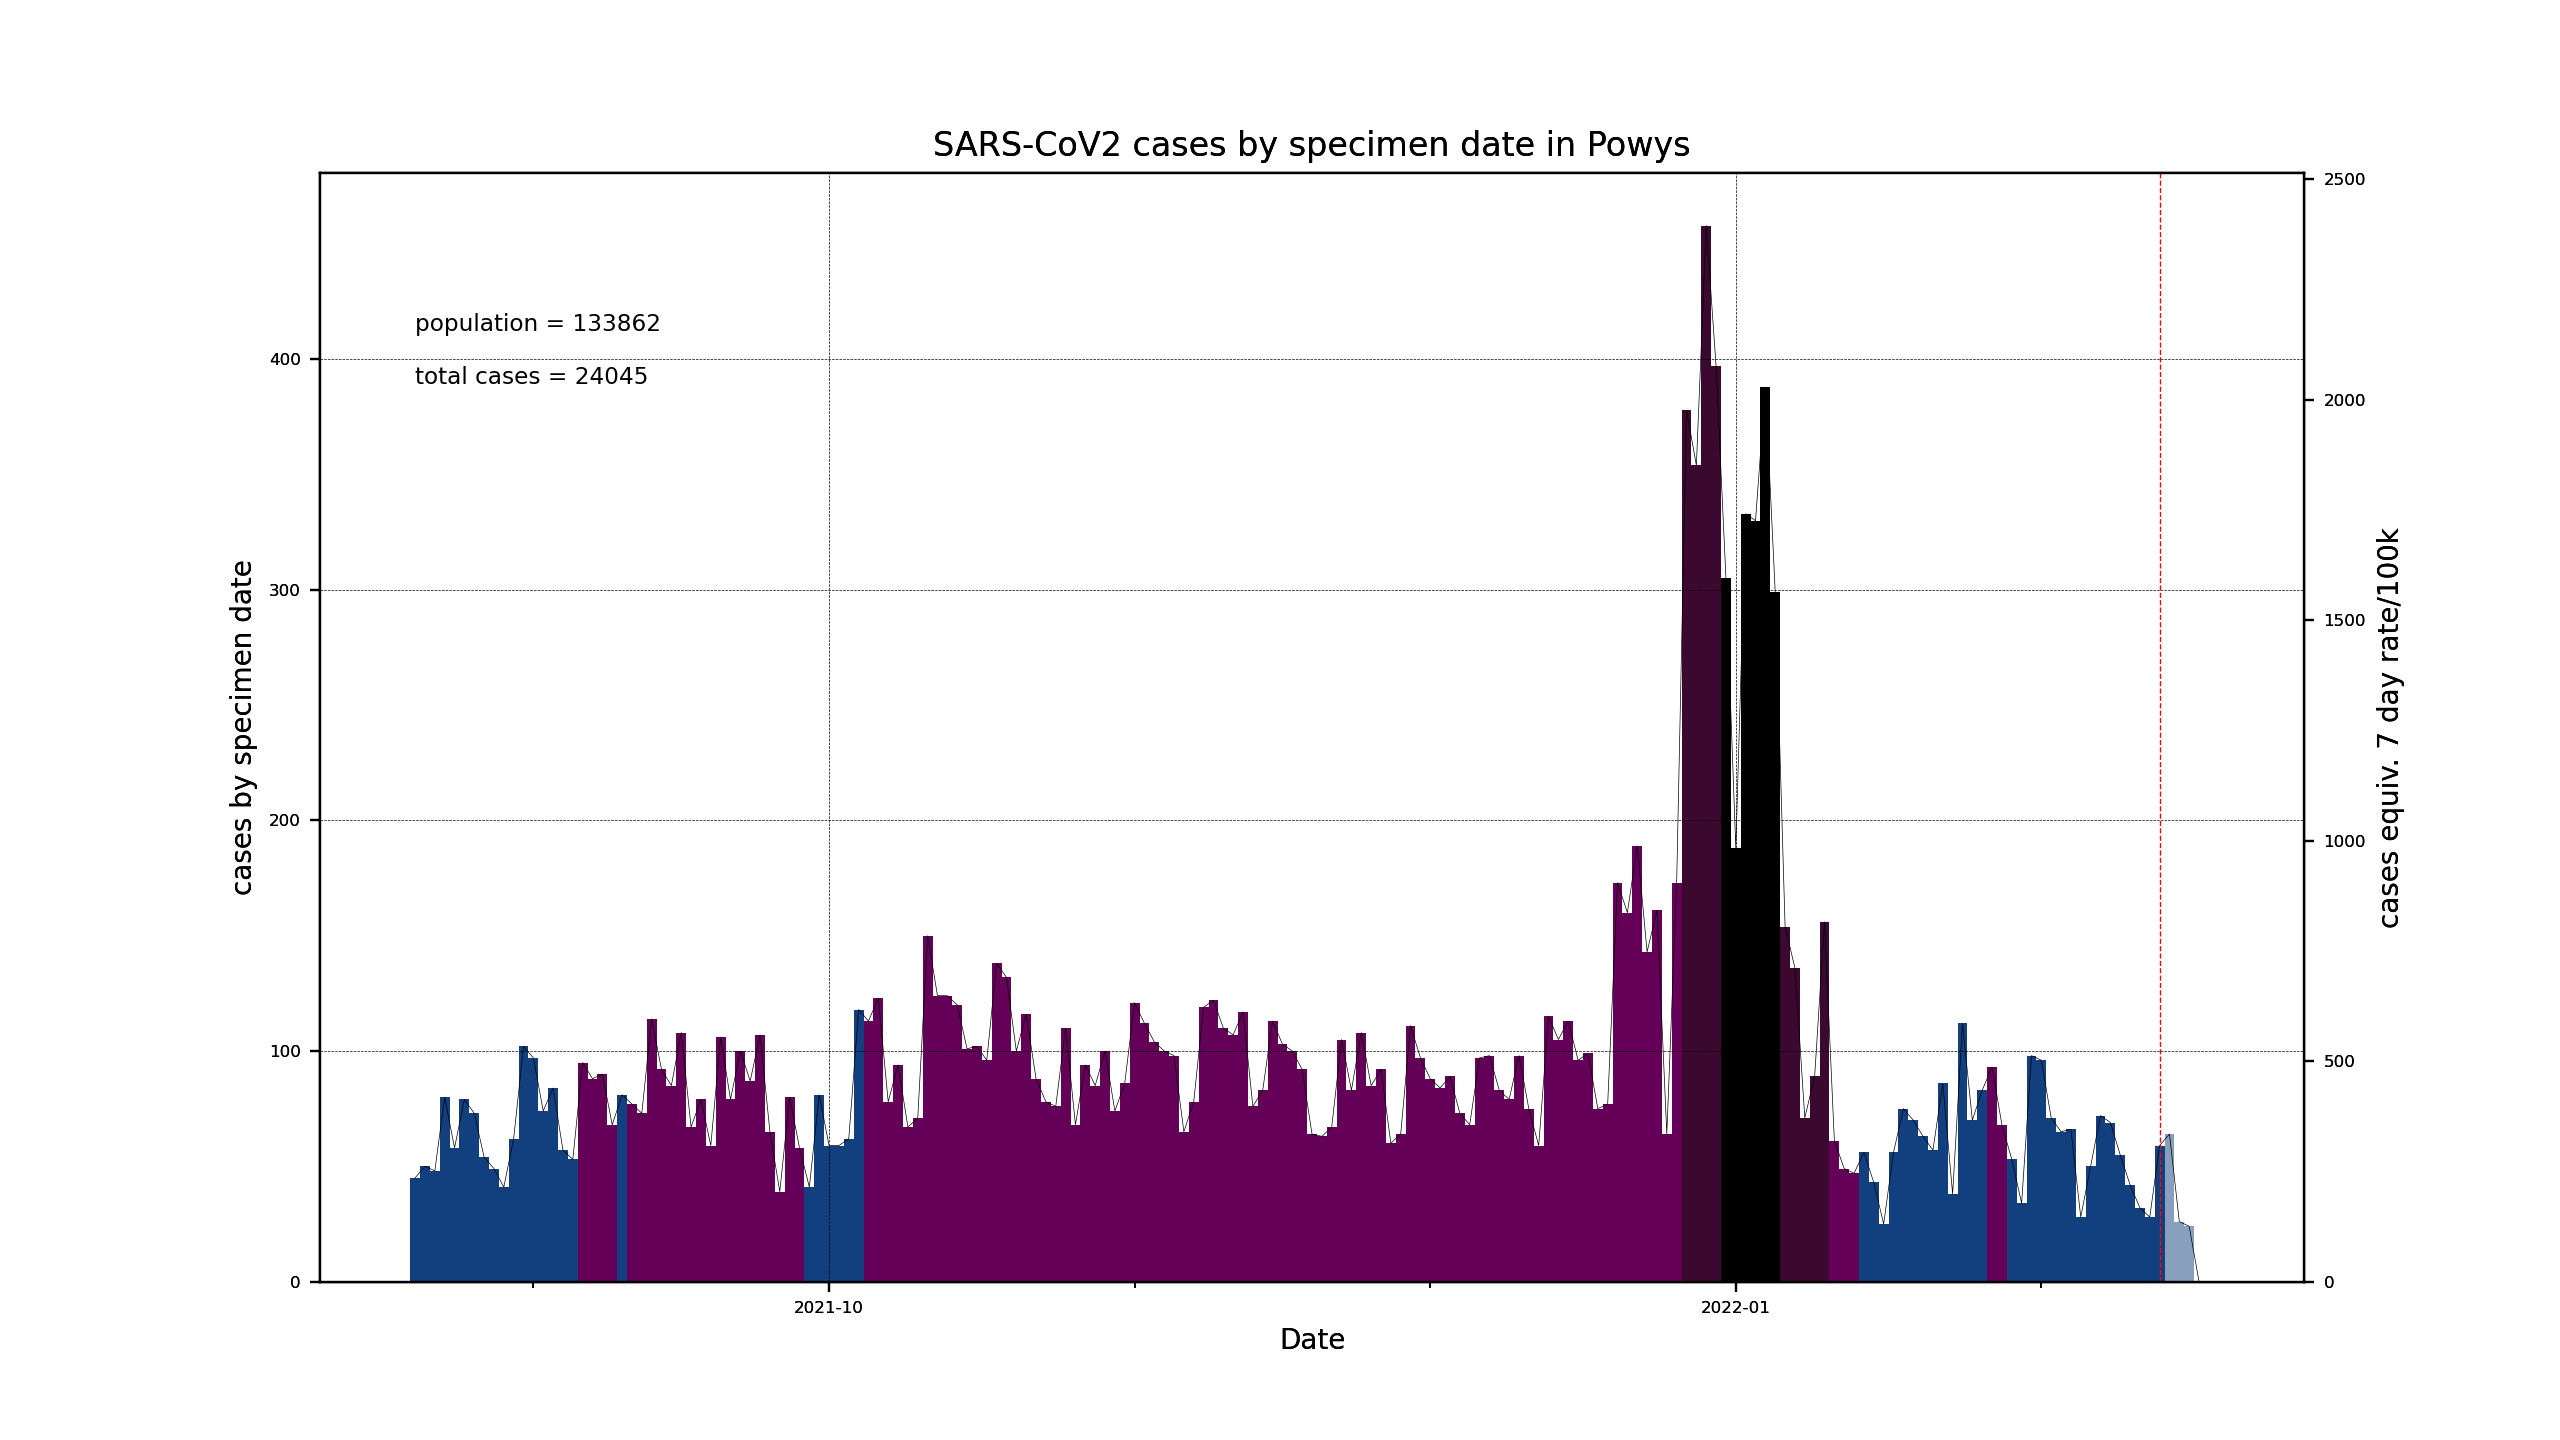 SARS-CoV2 cases by specimen date in Powys
population = 133862
total cases = 24045
cases by specimen date
400
300
200
100
0
2500
2000
1500
1000
500
0
cases equiv. 7 day rate/100k
2021-10
2022-01
Date